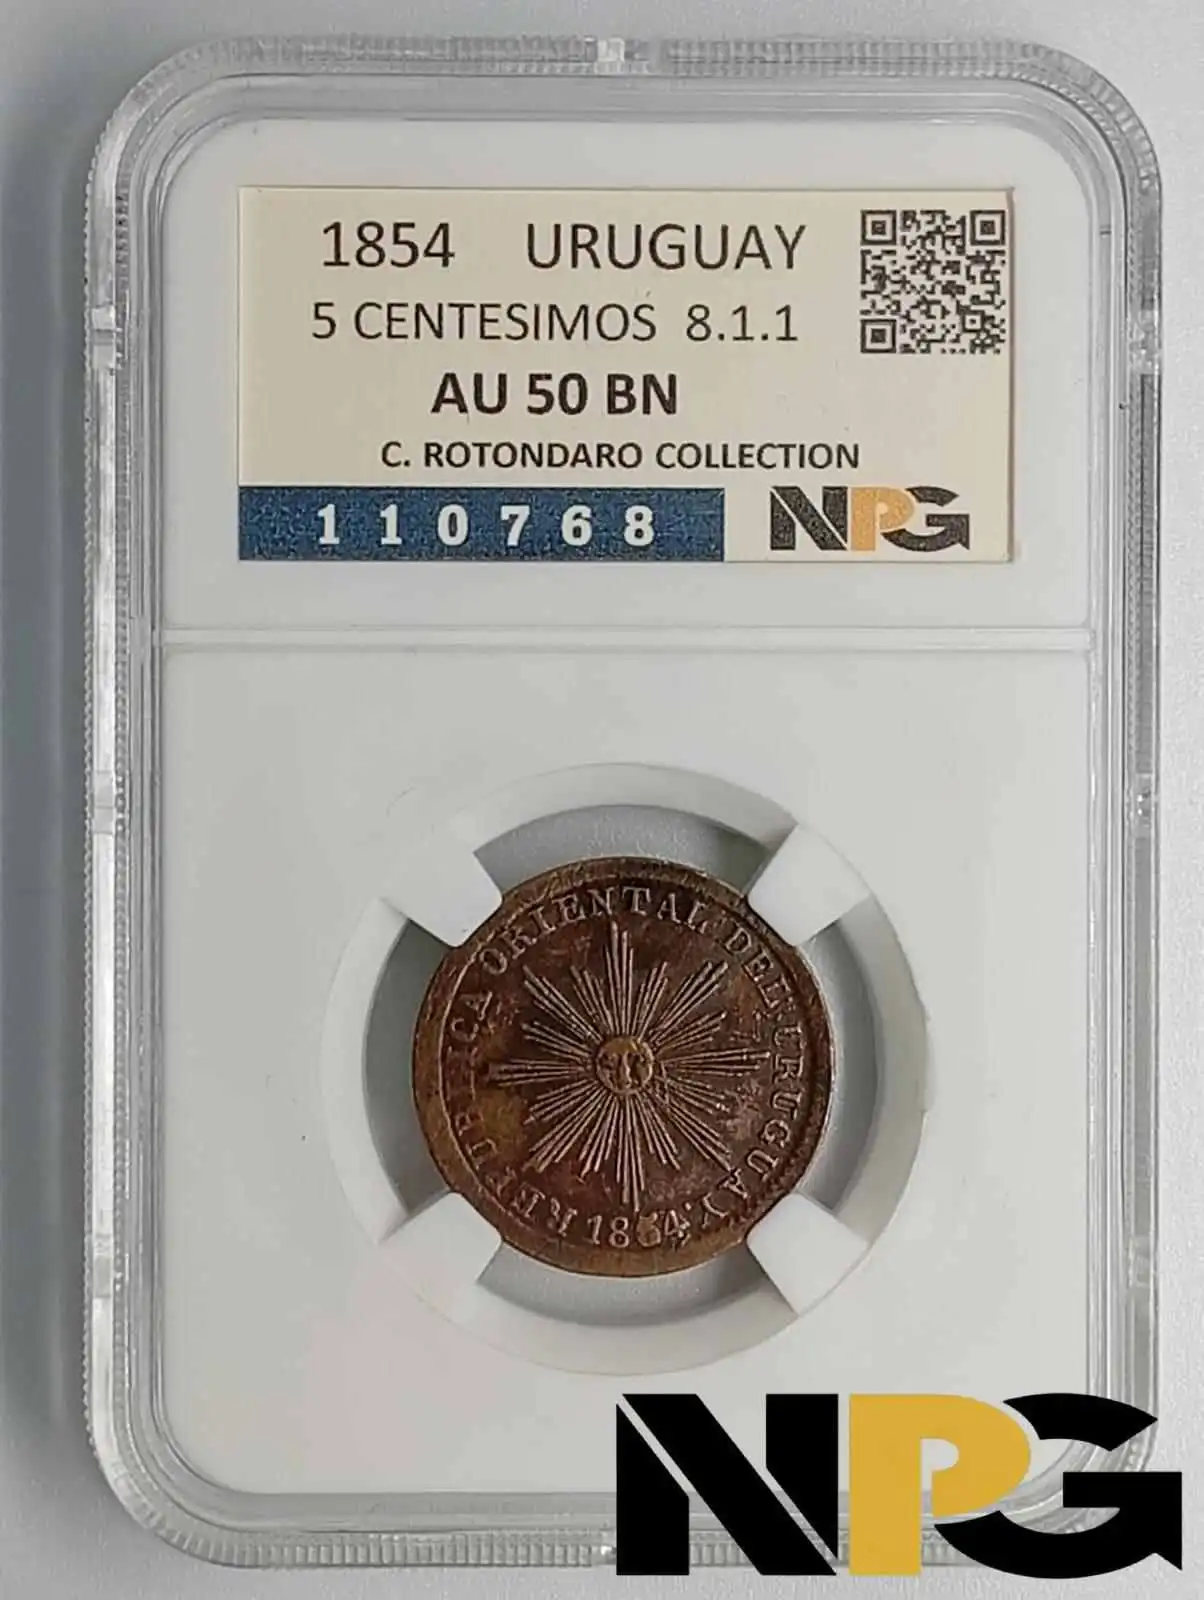 1854 URUGUAY
5 CENTESIMOS 8.1.1
AU 50 BN
C. ROTONDARO COLLECTION
110768
NPG
REPUBLICA ORIENTAL DEL URUGUAY.
1854
NPG